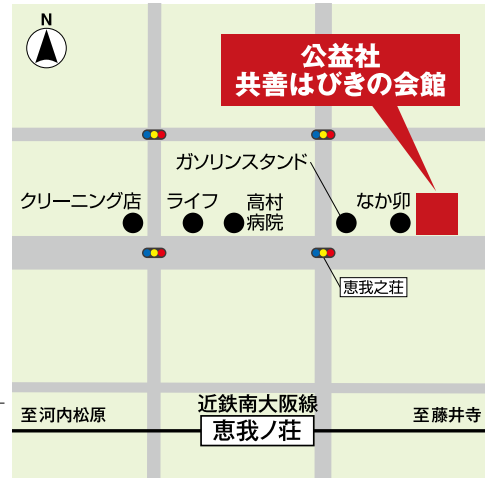 N
公益社
共善はびきの会館
ガソリンスタンド
クリーニング店
ライフ
高村
病院
なか卯
恵我之荘
近鉄南大阪線
至河内松原
恵我ノ荘
至藤井寺